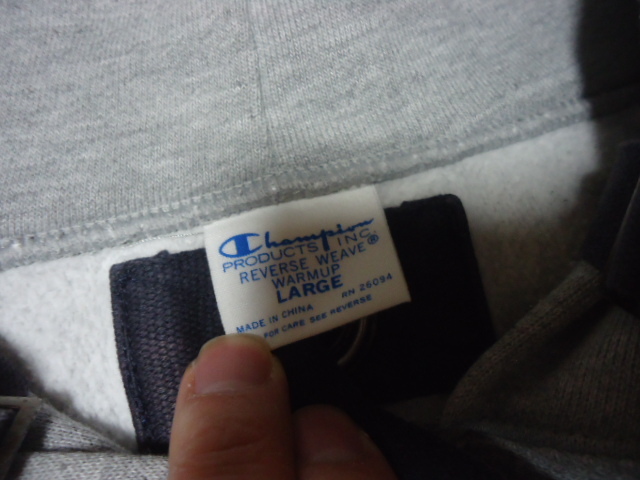 Champion
PRODUCTS INC.
REVERSE WEAVE®
WARMUP
LARGE
RN 26094
MADE IN CHINA
FOR CARE SEE REVERSE